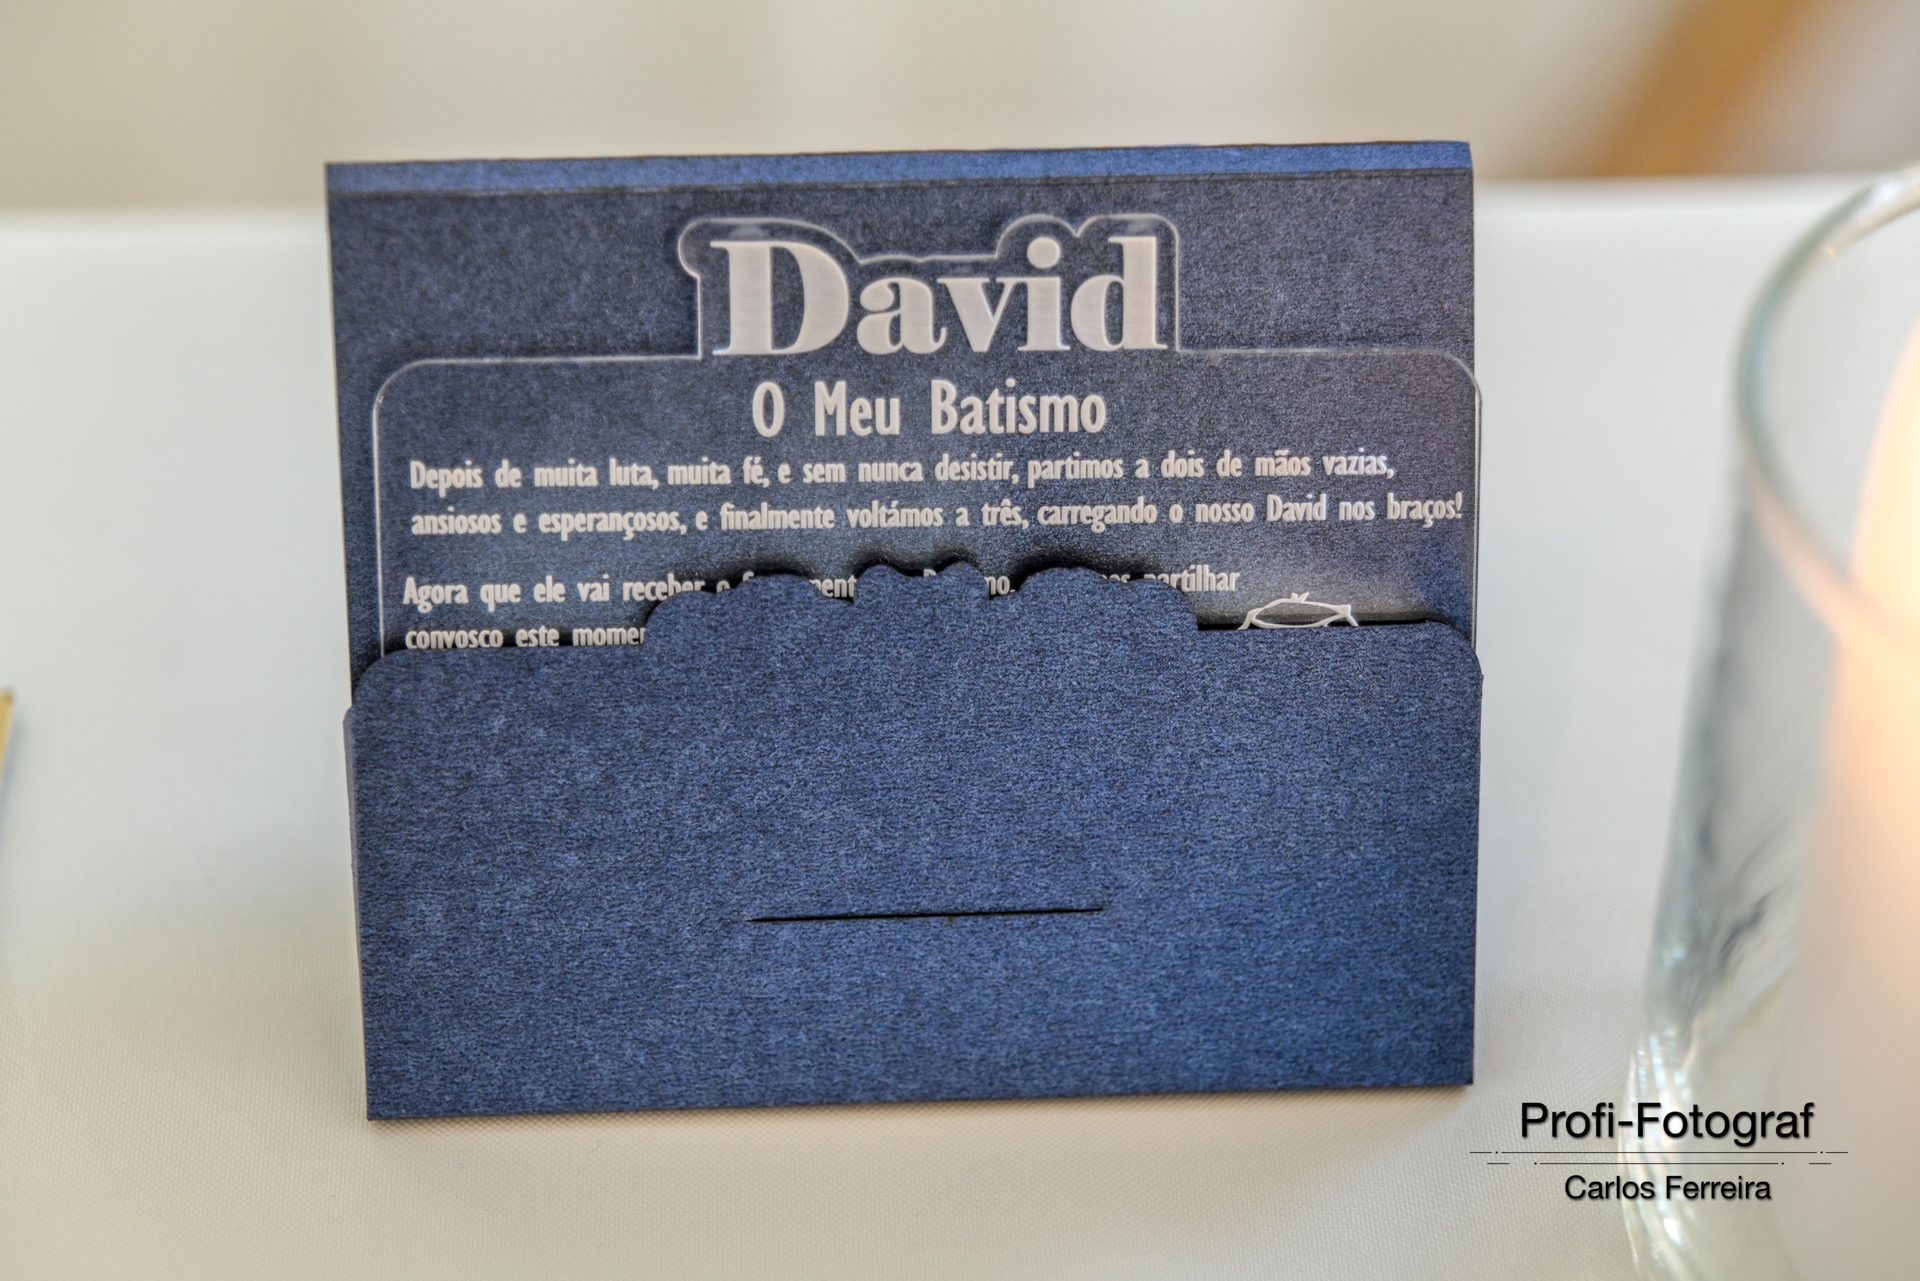 David
O Meu Batismo
Depois de muita luta, muita fé, e sem nunca desistir, partimos a dois de mãos vazias,
ansiosos e esperançosos, e finalmente voltámos a três, carregando o nosso David nos braços!
Agora que ele vai receber o partilhar
convosco este
Profi-Fotograf
Carlos Ferreira